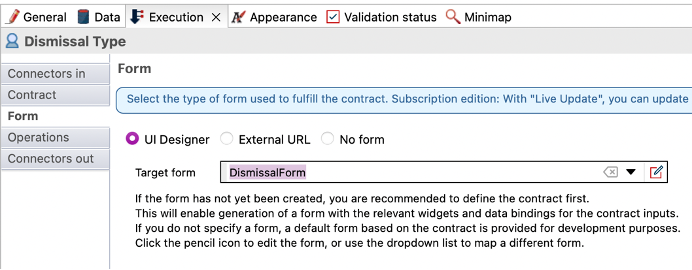 General Data Execution Appearance Validation status Minimap
Dismissal Type
Connectors in
Contract
Form
Operations
Connectors out
Form
Select the type of form used to fulfill the contract. Subscription edition: With "Live Update", you can update
UI Designer External URL No form
Target form DismissalForm
If the form has not yet been created, you are recommended to define the contract first.
This will enable generation of a form with the relevant widgets and data bindings for the contract inputs.
If you do not specify a form, a default form based on the contract is provided for development purposes.
Click the pencil icon to edit the form, or use the dropdown list to map a different form.